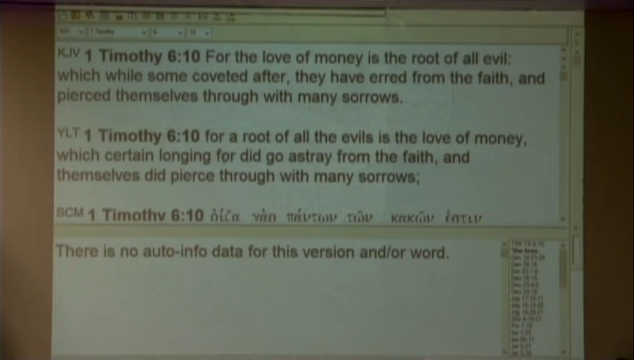 KJV 1 Timothy 6:10 For the love of money is the root of all evil:
which while some coveted after, they have erred from the faith, and
pierced themselves through with many sorrows.
YLT 1 Timothy 6:10 for a root of all the evils is the love of money,
which certain longing for did go astray from the faith, and
themselves did pierce through with many sorrows;
SCM 1 Timothy 6:10 ῥίζα γὰρ πάντων τῶν κακῶν ἐστιν
There is no auto-info data for this version and/or word.